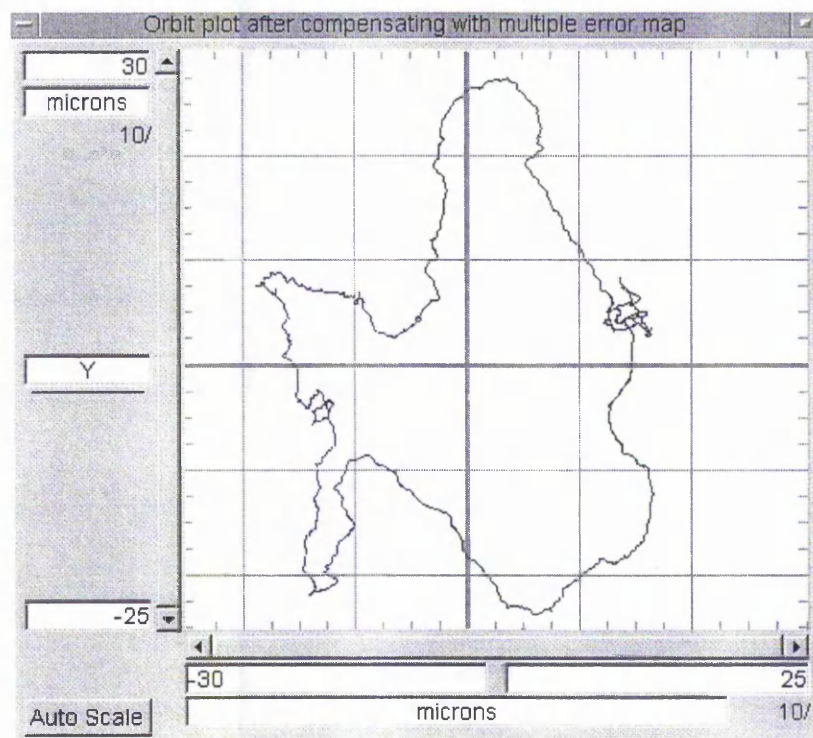 Orbit plot after compensating with multiple error map
30
microns
10/
Y
-25
-30
25
Auto Scale
microns
10/